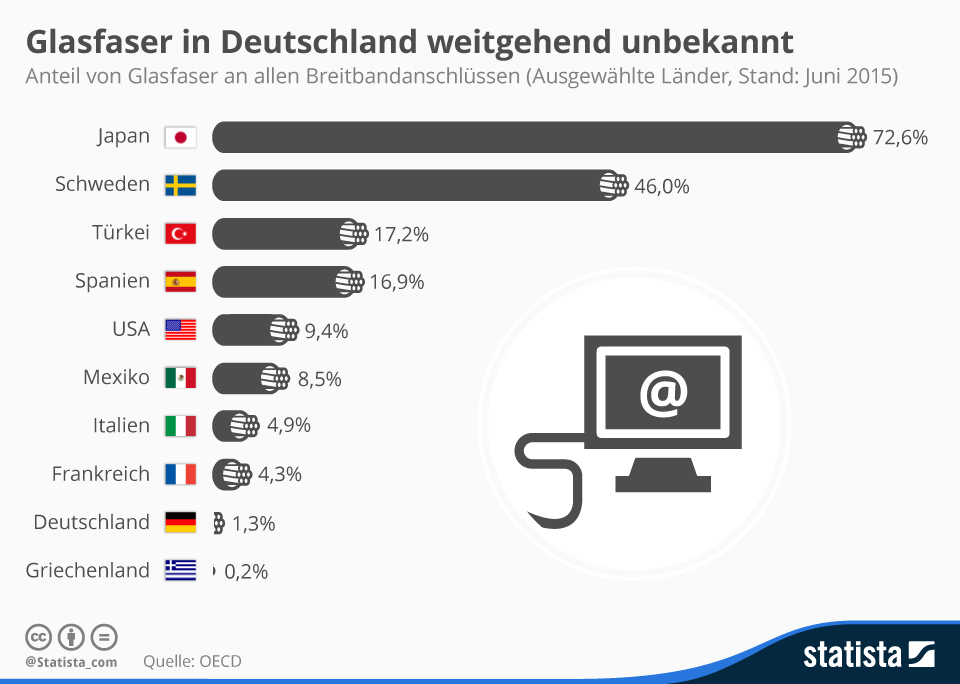 Glasfaser in Deutschland weitgehend unbekannt
Anteil von Glasfaser an allen Breitbandanschlüssen (Ausgewählte Länder, Stand: Juni 2015)
Japan 72,6%
Schweden 46,0%
Türkei 17,2%
Spanien 16,9%
USA 9,4%
Mexiko 8,5%
Italien 4,9%
Frankreich 4,3%
Deutschland 1,3%
Griechenland 0,2%
@
cc =
@Statista_com Quelle: OECD
statista